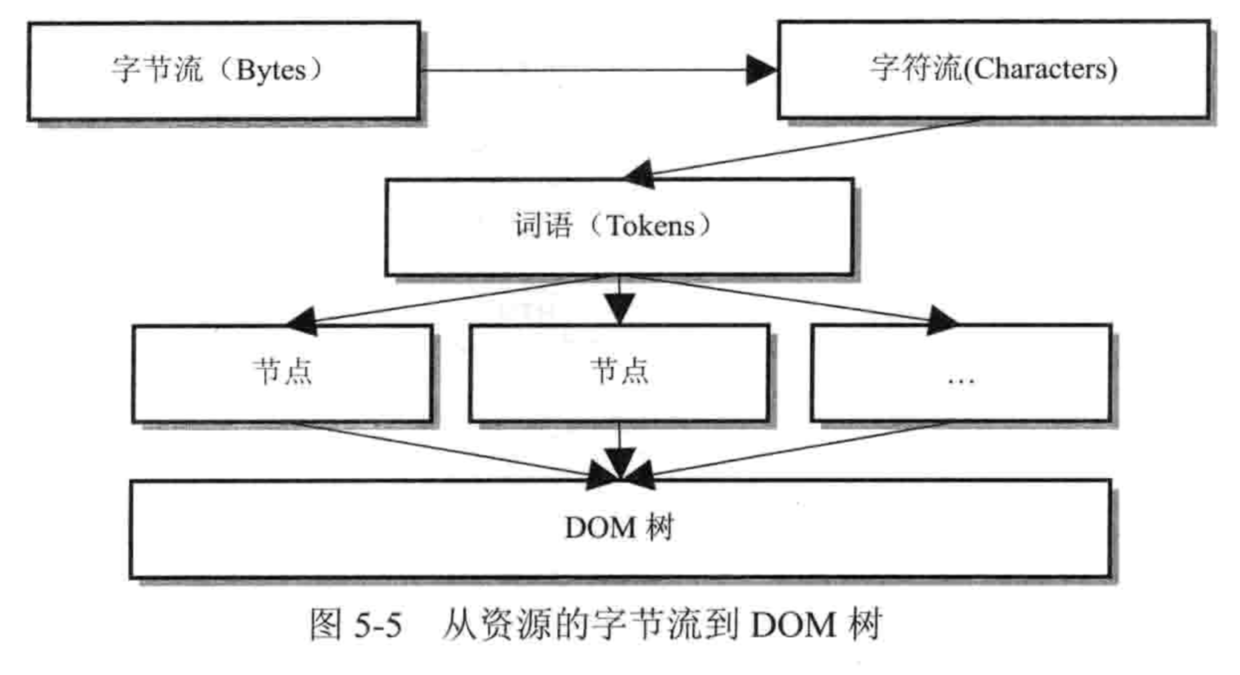 字节流（Bytes）
字符流(Characters)
词语（Tokens）
节点
节点
…
DOM 树
图 5-5 从资源的字节流到 DOM 树